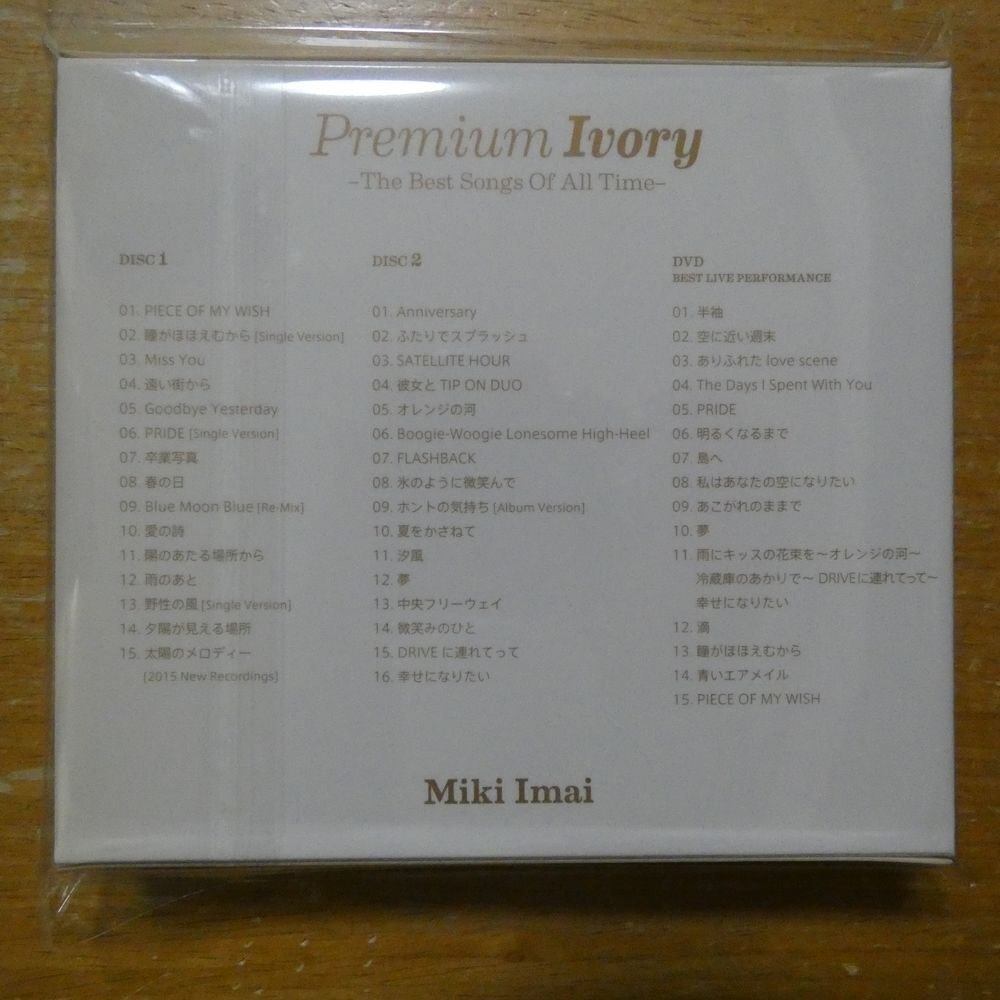 Premium Ivory
–The Best Songs Of All Time–
DISC 1
01. PIECE OF MY WISH
02. 瞳がほほえむから [Single Version]
03. Miss You
04. 遠い街から
05. Goodbye Yesterday
06. PRIDE [Single Version]
07. 卒業写真
08. 春の日
09. Blue Moon Blue [Re-Mix]
10. 愛の詩
11. 陽のあたる場所から
12. 雨のあと
13. 野性の風 [Single Version]
14. 夕陽が見える場所
15. 太陽のメロディー
[2015 New Recordings]
DISC 2
01. Anniversary
02. ふたりでスプラッシュ
03. SATELLITE HOUR
04. 彼女と TIP ON DUO
05. オレンジの河
06. Boogie-Woogie Lonesome High-Heel
07. FLASHBACK
08. 氷のように微笑んで
09. ホントの気持ち [Album Version]
10. 夏をかさねて
11. 汐風
12. 夢
13. 中央フリーウェイ
14. 微笑みのひと
15. DRIVE に連れてって
16. 幸せになりたい
DVD
BEST LIVE PERFORMANCE
01. 半袖
02. 空に近い週末
03. ありふれた love scene
04. The Days I Spent With You
05. PRIDE
06. 明るくなるまで
07. 島へ
08. 私はあなたの空になりたい
09. あこがれのままで
10. 夢
11. 雨にキッスの花束を～オレンジの河～
冷蔵庫のあかりで～ DRIVEに連れてって～
幸せになりたい
12. 滴
13. 瞳がほほえむから
14. 青いエアメイル
15. PIECE OF MY WISH
Miki Imai